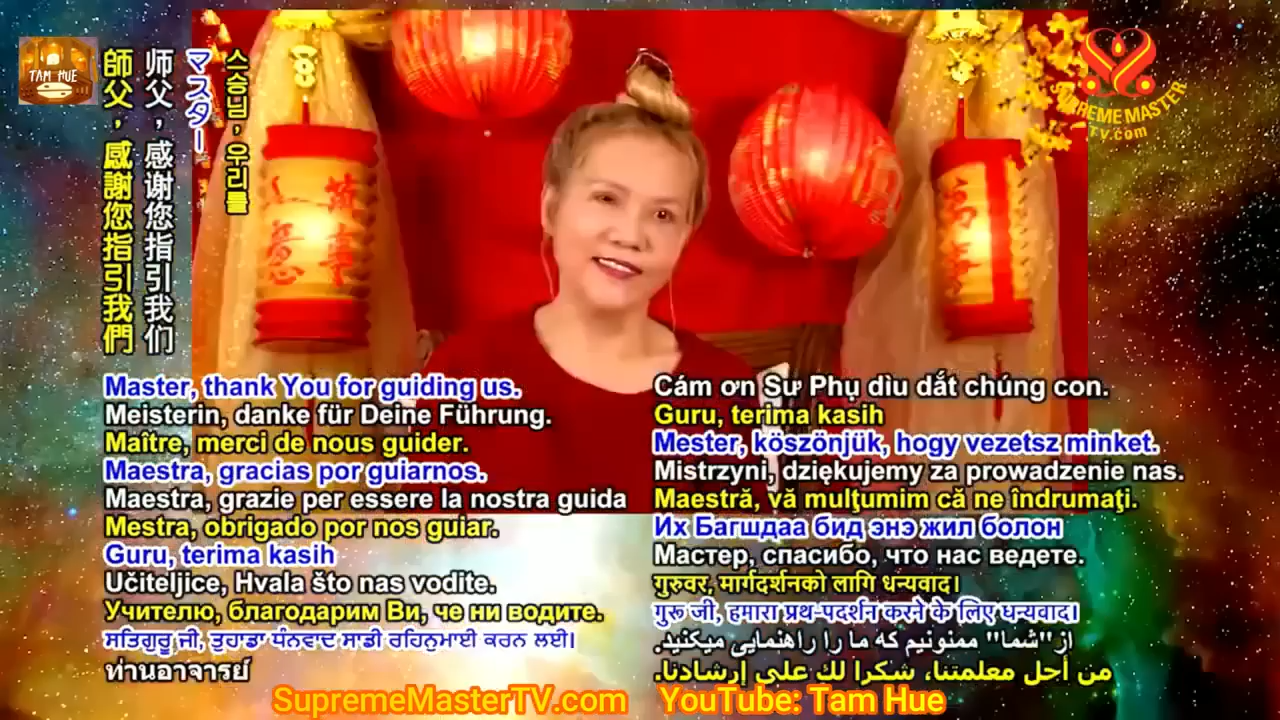 TAM HUE
SUPREME MASTER
TV.com
師父，感謝您指引我們
师父，感谢您指引我们
マスター
스승님, 우리를
Master, thank You for guiding us.
Meisterin, danke für Deine Führung.
Maître, merci de nous guider.
Maestra, gracias por guiarnos.
Maestra, grazie per essere la nostra guida
Mestra, obrigado por nos guiar.
Guru, terima kasih
Učiteljice, Hvala što nas vodite.
Учителю, благодарим Ви, че ни водите.
ਸਤਿਗੁਰੂ ਜੀ, ਤੁਹਾਡਾ ਧੰਨਵਾਦ ਸਾਡੀ ਰਹਿਨੁਮਾਈ ਕਰਨ ਲਈ।
ท่านอาจารย์
Cám ơn Sư Phụ dìu dắt chúng con.
Guru, terima kasih
Mester, köszönjük, hogy vezetsz minket.
Mistrzyni, dziękujemy za prowadzenie nas.
Maestră, vă mulţumim că ne îndrumaţi.
Их Багшдаа бид энэ жил болон
Мастер, спасибо, что нас ведете.
गुरुवर, मार्गदर्शनको लागि धन्यवाद।
गुरू जी, हमारा प्रथ-पदर्शन करने के लिए धन्यवाद।
از "شما" ممنونیم که ما را راهنمایی میکنید.
من أجل معلمتنا، شكرا لك على إرشادنا.
SupremeMasterTV.com
YouTube: Tam Hue